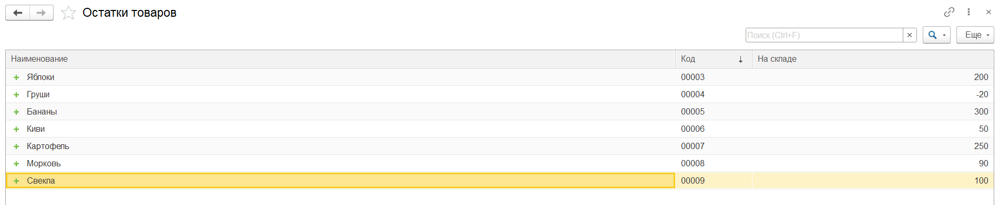 Остатки товаров
Поиск (Ctrl+F)
Еще
Наименование Код На складе
Яблоки 00003 200
Груши 00004 -20
Бананы 00005 300
Киви 00006 50
Картофель 00007 250
Морковь 00008 90
Свекла 00009 100